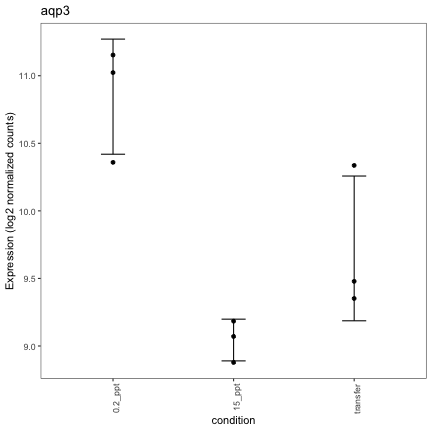 aqp3
Expression (log2 normalized counts)
11.0
10.5
10.0
9.5
9.0
0.2_ppt
15_ppt
transfer
condition